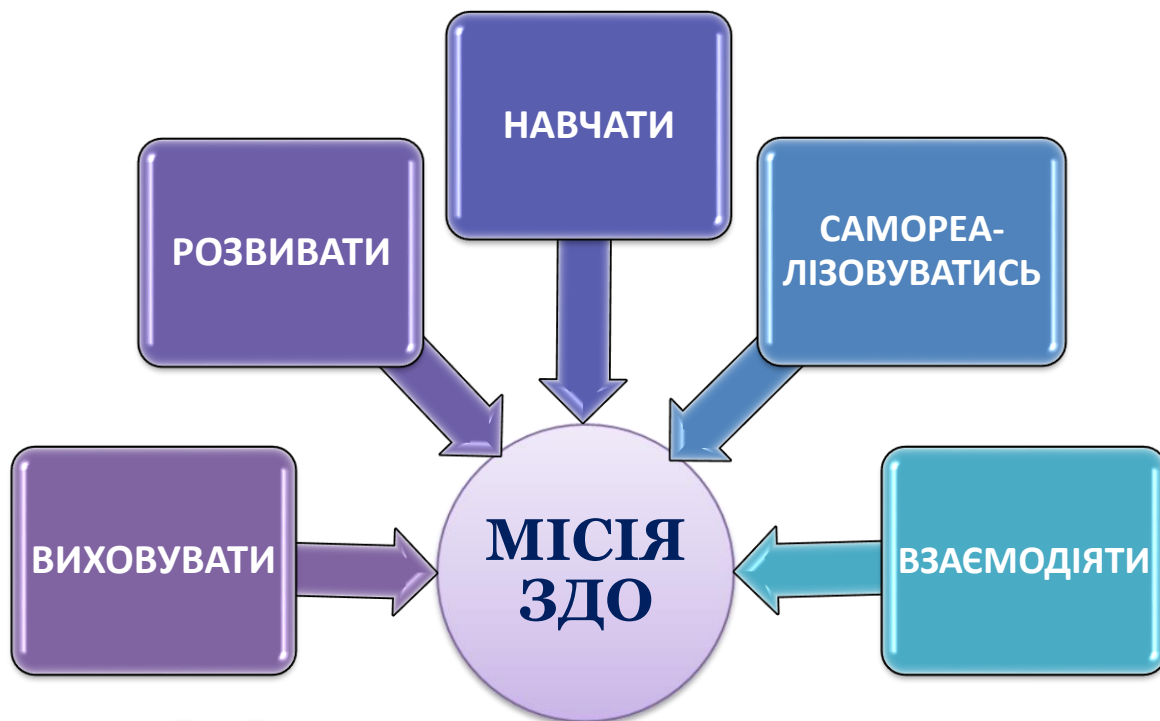 НАВЧАТИ
РОЗВИВАТИ
САМОРЕА-
ЛІЗОВУВАТИСЬ
ВИХОВУВАТИ
МІСІЯ
ЗДО
ВЗАЄМОДІЯТИ